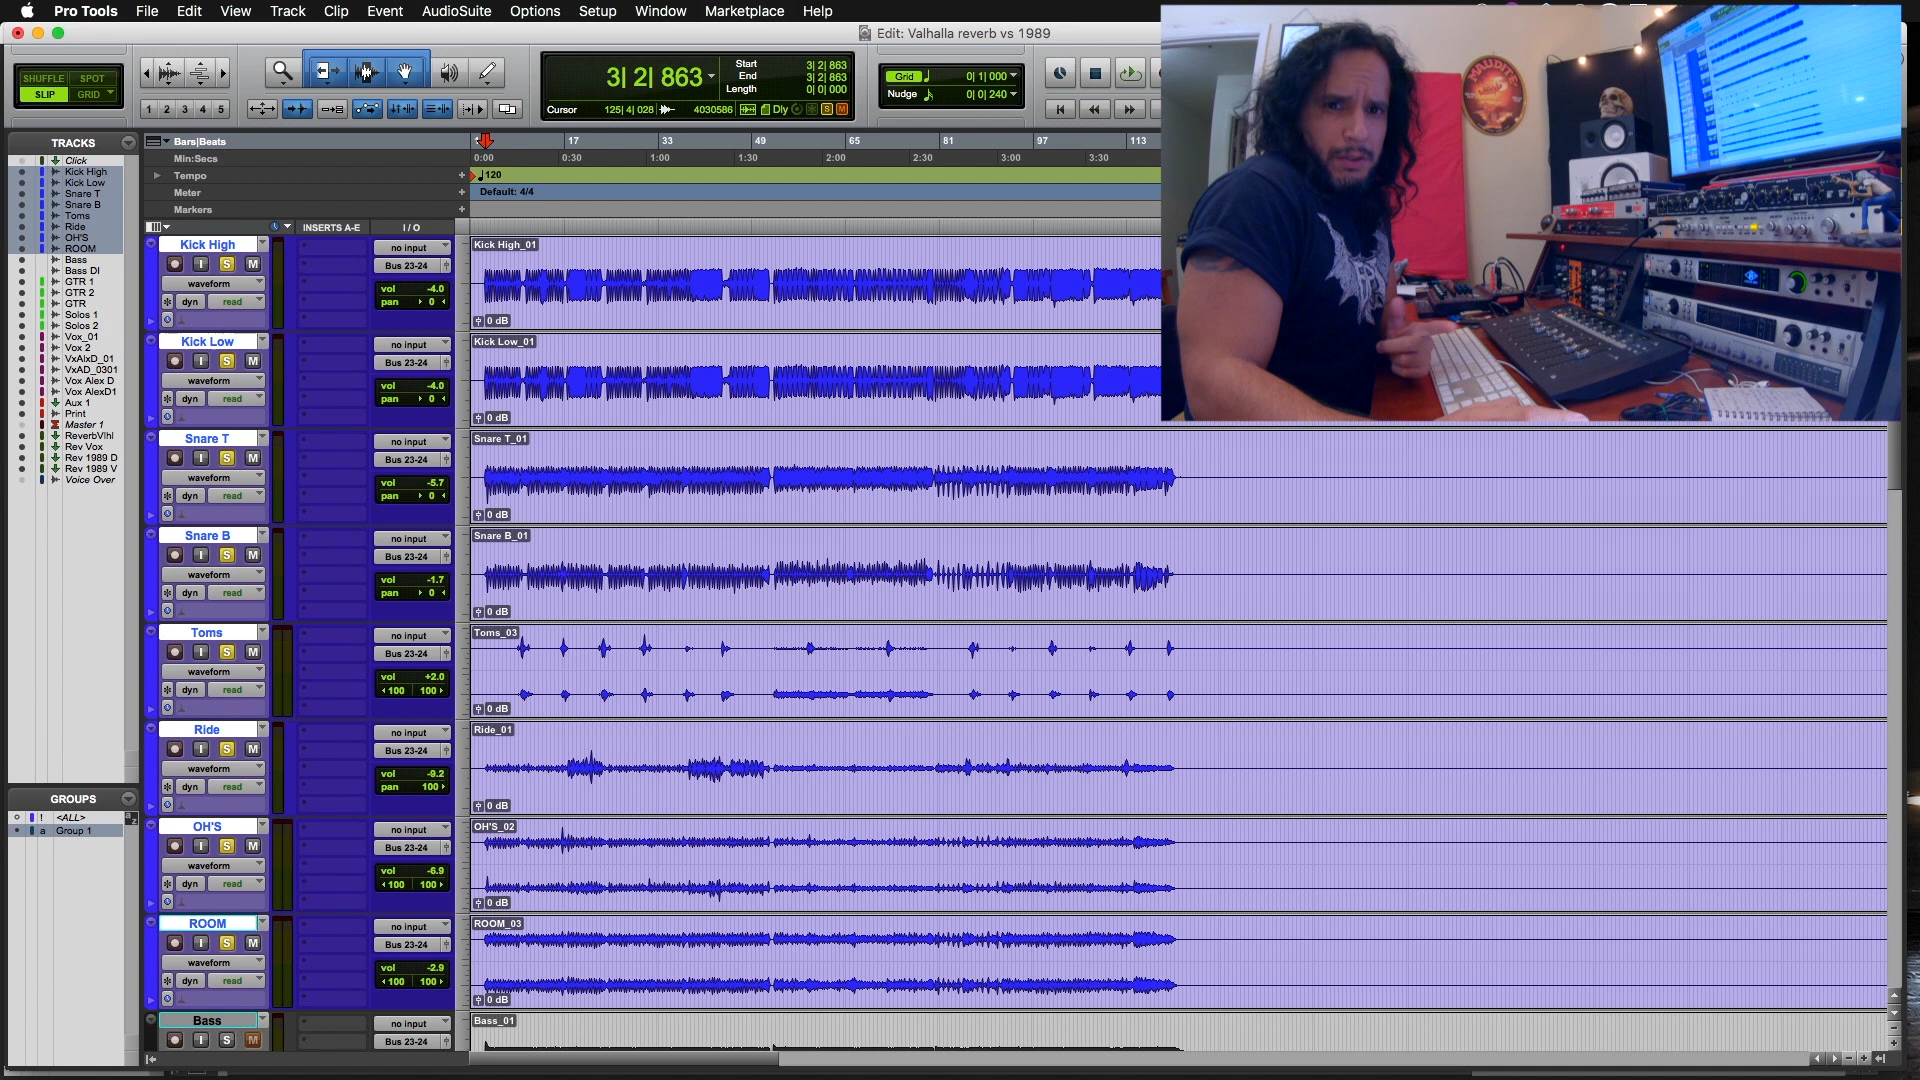 Pro Tools File Edit View Track Clip Event AudioSuite Options Setup Window Marketplace Help
Edit: Valhalla reverb vs 1989
SHUFFLE SPOT
SLIP GRID
1 2 3 4 5
3| 2| 863
Start 3| 2| 863
End 3| 2| 863
Length 0| 0| 000
Cursor 125| 4| 028 4030586 Dly S M
Grid 0| 1| 000
Nudge 0| 0| 240
TRACKS
Click
Kick High
Kick Low
Snare T
Snare B
Toms
Ride
OH'S
ROOM
Bass
Bass DI
GTR 1
GTR 2
GTR
Solos 1
Solos 2
Vox_01
Vox 2
VxAlxD_01
VxAD_0301
Vox Alex D
Vox AlexD1
Aux 1
Print
Master 1
ReverbVlhl
Rev Vox
Rev 1989 D
Rev 1989 V
Voice Over
GROUPS
! <ALL>
a Group 1
Bars|Beats 17 33 49 65 81 97 113
Min:Secs 0:00 0:30 1:00 1:30 2:00 2:30 3:00 3:30
Tempo 120
Meter Default: 4/4
Markers
INSERTS A-E I / O
Kick High no input Kick High_01
I S M Bus 23-24
waveform vol -4.0
dyn read pan 0
0 dB
Kick Low no input Kick Low_01
I S M Bus 23-24
waveform vol -4.0
dyn read pan 0
0 dB
Snare T no input Snare T_01
I S M Bus 23-24
waveform vol -5.7
dyn read pan 0
0 dB
Snare B no input Snare B_01
I S M Bus 23-24
waveform vol -1.7
dyn read pan 0
0 dB
Toms no input Toms_03
I S M Bus 23-24
waveform vol +2.0
dyn read 100 100
0 dB
Ride no input Ride_01
I S M Bus 23-24
waveform vol -9.2
dyn read pan 100
0 dB
OH'S no input OH'S_02
I S M Bus 23-24
waveform vol -6.9
dyn read 100 100
0 dB
ROOM no input ROOM_03
I S M Bus 23-24
waveform vol -2.9
dyn read 100 100
0 dB
Bass no input Bass_01
I S M Bus 23-24
MAUDITE